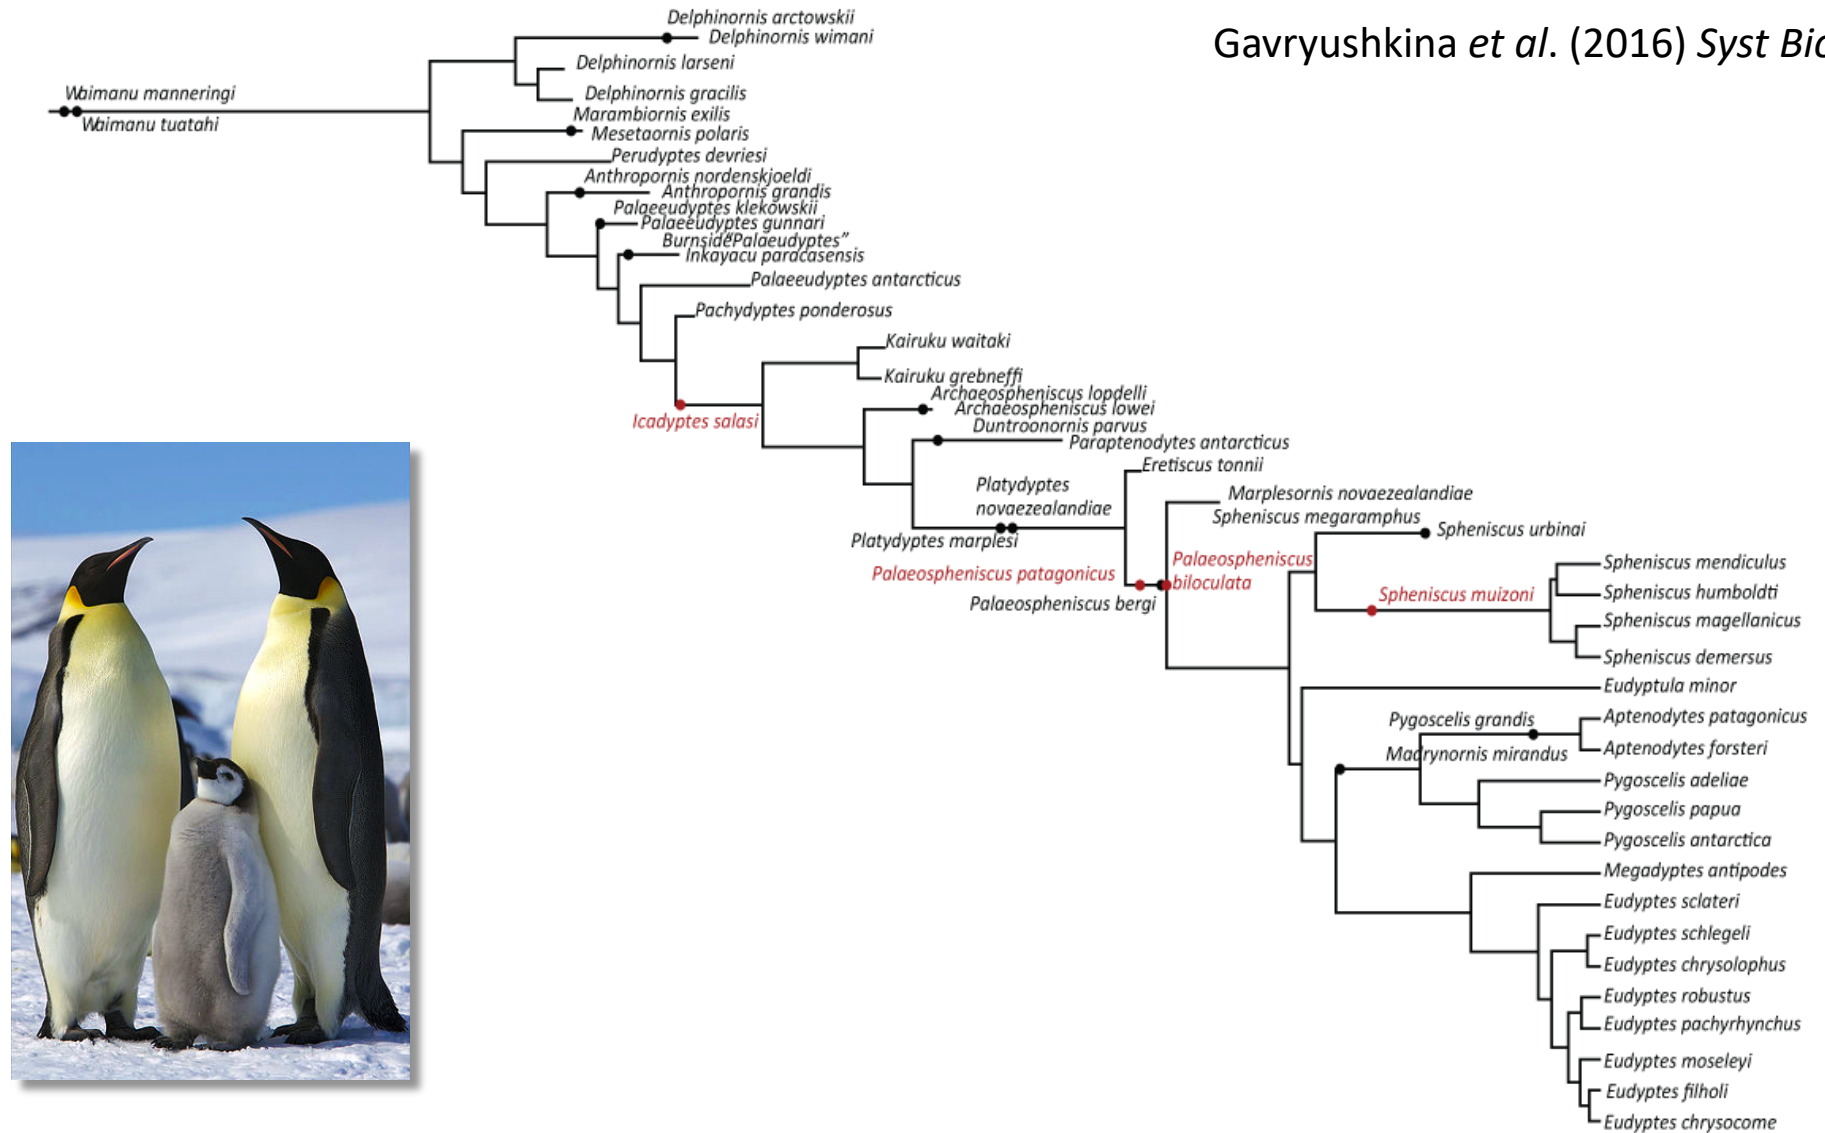 Gavryushkina et al. (2016) Syst Bio
Delphinornis arctowskii
Delphinornis wimani
Delphinornis larseni
Delphinornis gracilis
Waimanu manneringi
Waimanu tuatahi
Marambiornis exilis
Mesetaornis polaris
Perudyptes devriesi
Anthropornis nordenskjoeldi
Anthropornis grandis
Palaeeudyptes klekowskii
Palaeeudyptes gunnari
Burnside"Palaeudyptes"
Inkayacu paracasensis
Palaeeudyptes antarcticus
Pachydyptes ponderosus
Kairuku waitaki
Kairuku grebneffi
Icadyptes salasi
Archaeospheniscus lopdelli
Archaeospheniscus lowei
Duntroonornis parvus
Paraptenodytes antarcticus
Eretiscus tonnii
Platydyptes
novaezealandiae
Platydyptes marplesi
Marplesornis novaezealandiae
Spheniscus megaramphus
Spheniscus urbinai
Palaeospheniscus patagonicus
Palaeospheniscus
biloculata
Palaeospheniscus bergi
Spheniscus muizoni
Spheniscus mendiculus
Spheniscus humboldti
Spheniscus magellanicus
Spheniscus demersus
Eudyptula minor
Pygoscelis grandis
Aptenodytes patagonicus
Madrynornis mirandus
Aptenodytes forsteri
Pygoscelis adeliae
Pygoscelis papua
Pygoscelis antarctica
Megadyptes antipodes
Eudyptes sclateri
Eudyptes schlegeli
Eudyptes chrysolophus
Eudyptes robustus
Eudyptes pachyrhynchus
Eudyptes moseleyi
Eudyptes filholi
Eudyptes chrysocome